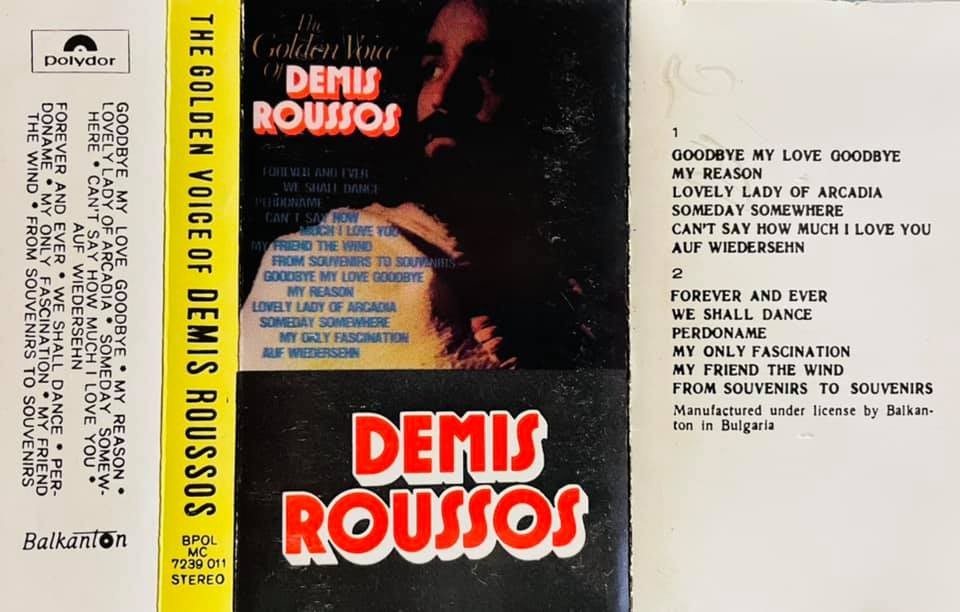 polydor
GOODBYE MY LOVE GOODBYE • MY REASON •
LOVELY LADY OF ARCADIA • SOMEDAY SOMEW-
HERE • CAN'T SAY HOW MUCH I LOVE YOU •
AUF WIEDERSEHN
FOREVER AND EVER • WE SHALL DANCE • PER-
DONAME • MY ONLY FASCINATION • MY FRIEND
THE WIND • FROM SOUVENIRS TO SOUVENIRS
Balkanton
THE GOLDEN VOICE OF DEMIS ROUSSOS
BPOL
MC
7239 011
STEREO
The
Golden Voice
Of
DEMIS
ROUSSOS
FOREVER AND EVER
WE SHALL DANCE
PERDONAME
CAN'T SAY HOW
MUCH I LOVE YOU
MY FRIEND THE WIND
FROM SOUVENIRS TO SOUVENIRS
GOODBYE MY LOVE GOODBYE
MY REASON
LOVELY LADY OF ARCADIA
SOMEDAY SOMEWHERE
MY ONLY FASCINATION
AUF WIEDERSEHN
DEMIS
ROUSSOS
1
GOODBYE MY LOVE GOODBYE
MY REASON
LOVELY LADY OF ARCADIA
SOMEDAY SOMEWHERE
CAN'T SAY HOW MUCH I LOVE YOU
AUF WIEDERSEHN
2
FOREVER AND EVER
WE SHALL DANCE
PERDONAME
MY ONLY FASCINATION
MY FRIEND THE WIND
FROM SOUVENIRS TO SOUVENIRS
Manufactured under license by Balkan-
ton in Bulgaria